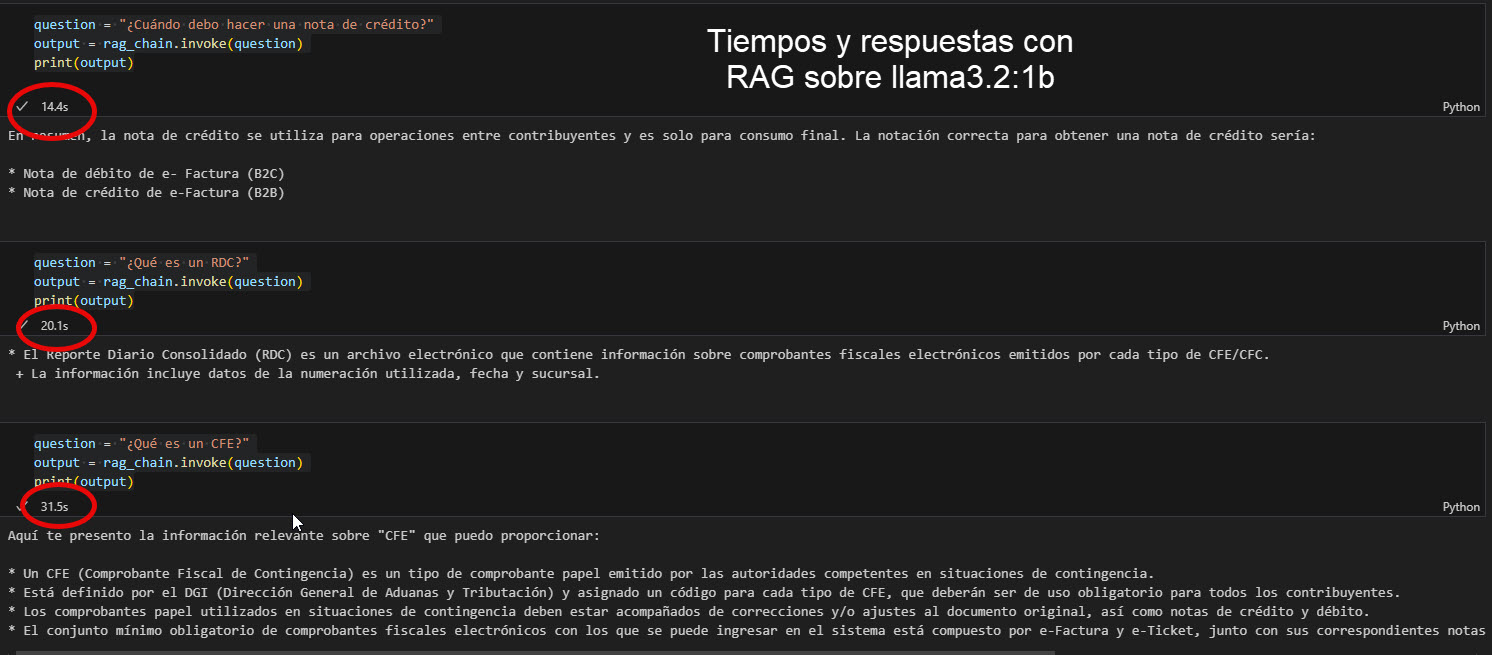 question = "¿Cuándo debo hacer una nota de crédito?"
output = rag_chain.invoke(question)
print(output)
Tiempos y respuestas con
RAG sobre llama3.2:1b
14.4s
Python
En resumen, la nota de crédito se utiliza para operaciones entre contribuyentes y es solo para consumo final. La notación correcta para obtener una nota de crédito sería:
* Nota de débito de e- Factura (B2C)
* Nota de crédito de e-Factura (B2B)
question = "¿Qué es un RDC?"
output = rag_chain.invoke(question)
print(output)
20.1s
Python
* El Reporte Diario Consolidado (RDC) es un archivo electrónico que contiene información sobre comprobantes fiscales electrónicos emitidos por cada tipo de CFE/CFC.
+ La información incluye datos de la numeración utilizada, fecha y sucursal.
question = "¿Qué es un CFE?"
output = rag_chain.invoke(question)
print(output)
31.5s
Python
Aquí te presento la información relevante sobre "CFE" que puedo proporcionar:
* Un CFE (Comprobante Fiscal de Contingencia) es un tipo de comprobante papel emitido por las autoridades competentes en situaciones de contingencia.
* Está definido por el DGI (Dirección General de Aduanas y Tributación) y asignado un código para cada tipo de CFE, que deberán ser de uso obligatorio para todos los contribuyentes.
* Los comprobantes papel utilizados en situaciones de contingencia deben estar acompañados de correcciones y/o ajustes al documento original, así como notas de crédito y débito.
* El conjunto mínimo obligatorio de comprobantes fiscales electrónicos con los que se puede ingresar en el sistema está compuesto por e-Factura y e-Ticket, junto con sus correspondientes notas